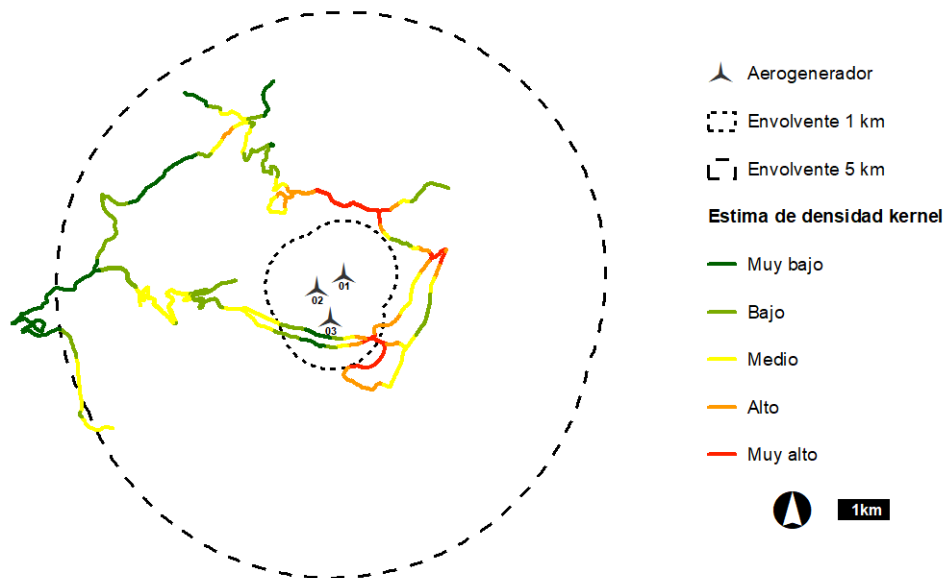 Aerogenerador
Envolvente 1 km
Envolvente 5 km
Estima de densidad kernel
Muy bajo
Bajo
Medio
Alto
Muy alto
1km
01
02
03